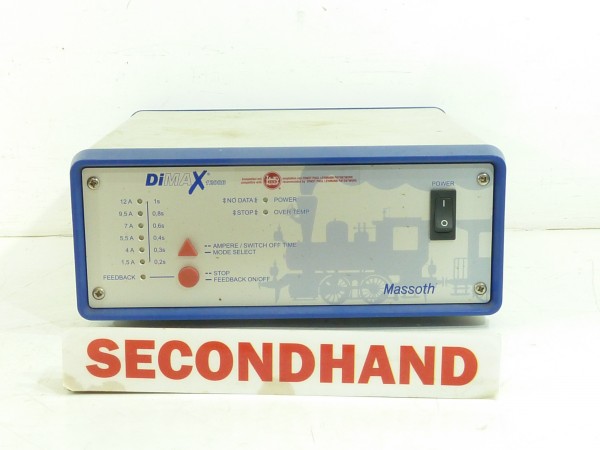 DiMAX
POWER
‡ NO DATA ‡ POWER
‡ STOP ‡ OVER TEMP
12 A 1s
9,5 A 0,8s
7 A 0,6s
5,5 A 0,4s
4 A 0,3s
1,5 A 0,2s
AMPERE / SWITCH OFF TIME
MODE SELECT
FEEDBACK
STOP
FEEDBACK ON/OFF
Massoth
SECONDHAND